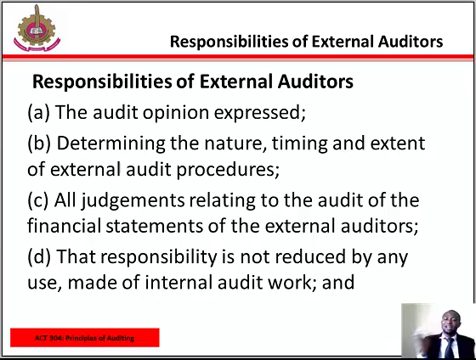 Responsibilities of External Auditors
Responsibilities of External Auditors
(a) The audit opinion expressed;
(b) Determining the nature, timing and extent
of external audit procedures;
(c) All judgements relating to the audit of the
financial statements of the external auditors;
(d) That responsibility is not reduced by any
use, made of internal audit work; and
ACT 304: Principles of Auditing